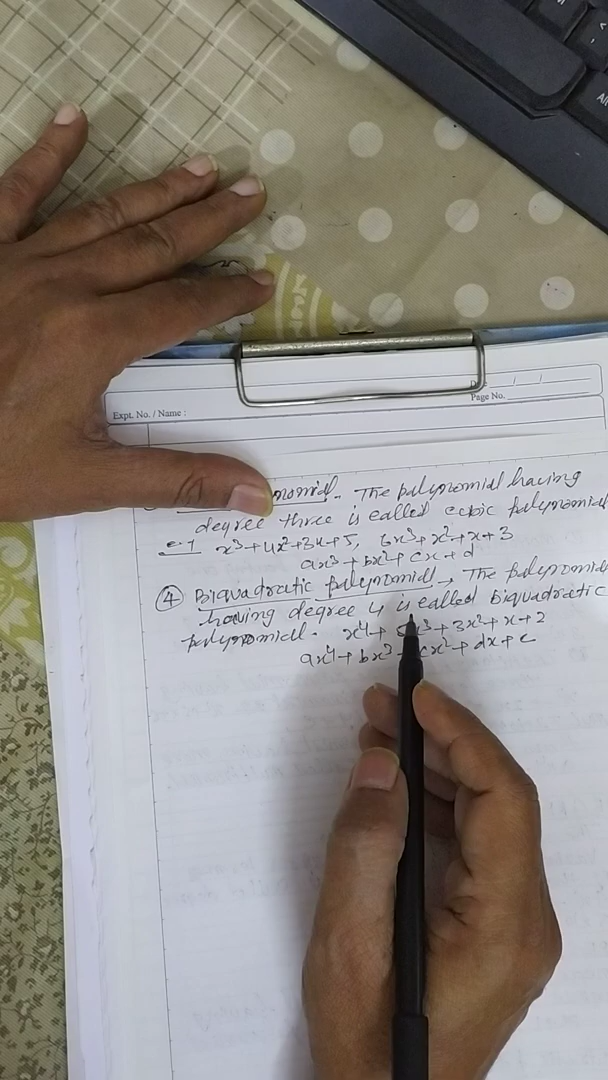 Expt. No. / Name :
Page No.
The polynomial having
degree three is called cubic polynomial
e.g x³+4x²+3x+5, 6x³+x²+x+3
ax³+bx²+cx+d
④ Biquadratic polynomial → The polynomial
having degree 4 is called Biquadratic
polynomial. x⁴+ x³+3x²+x+2
ax⁴+bx³ cx²+dx+e